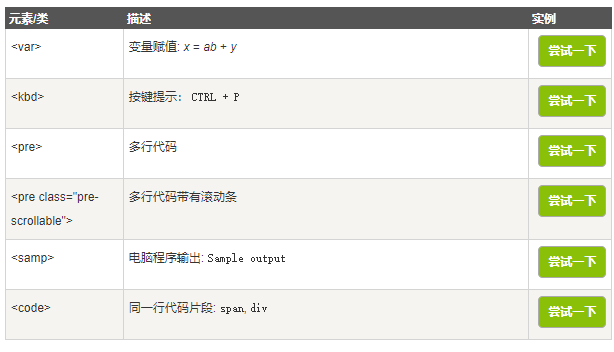 元素/类 描述 实例
<var> 变量赋值: x = ab + y 尝试一下
<kbd> 按键提示: CTRL + P 尝试一下
<pre> 多行代码 尝试一下
<pre class="pre-
scrollable"> 多行代码带有滚动条 尝试一下
<samp> 电脑程序输出: Sample output 尝试一下
<code> 同一行代码片段: span, div 尝试一下